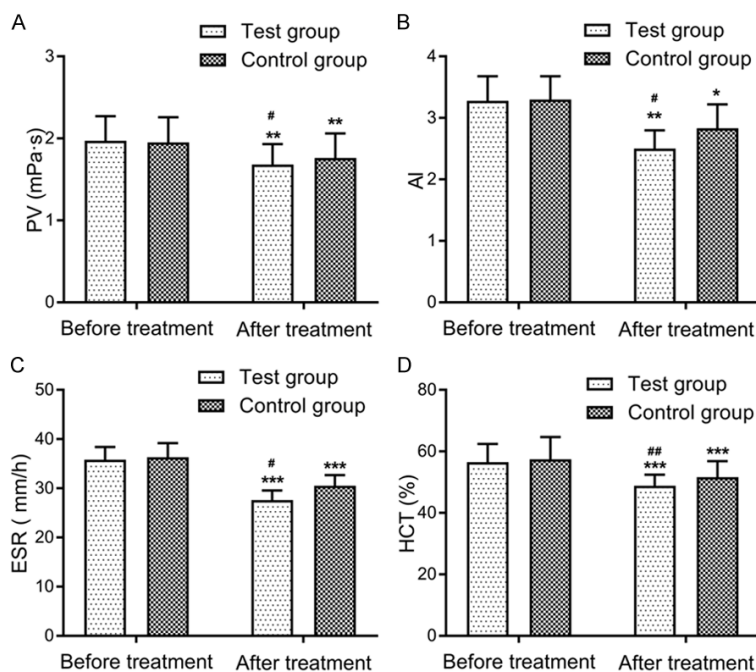 A
Test group
Control group
PV (mPa·s)
3
2
1
0
#
**
**
Before treatment
After treatment
B
Test group
Control group
AI
4
3
2
1
0
#
**
*
Before treatment
After treatment
C
Test group
Control group
ESR ( mm/h)
50
40
30
20
10
0
#
***
***
Before treatment
After treatment
D
Test group
Control group
HCT (%)
80
60
40
20
0
##
***
***
Before treatment
After treatment